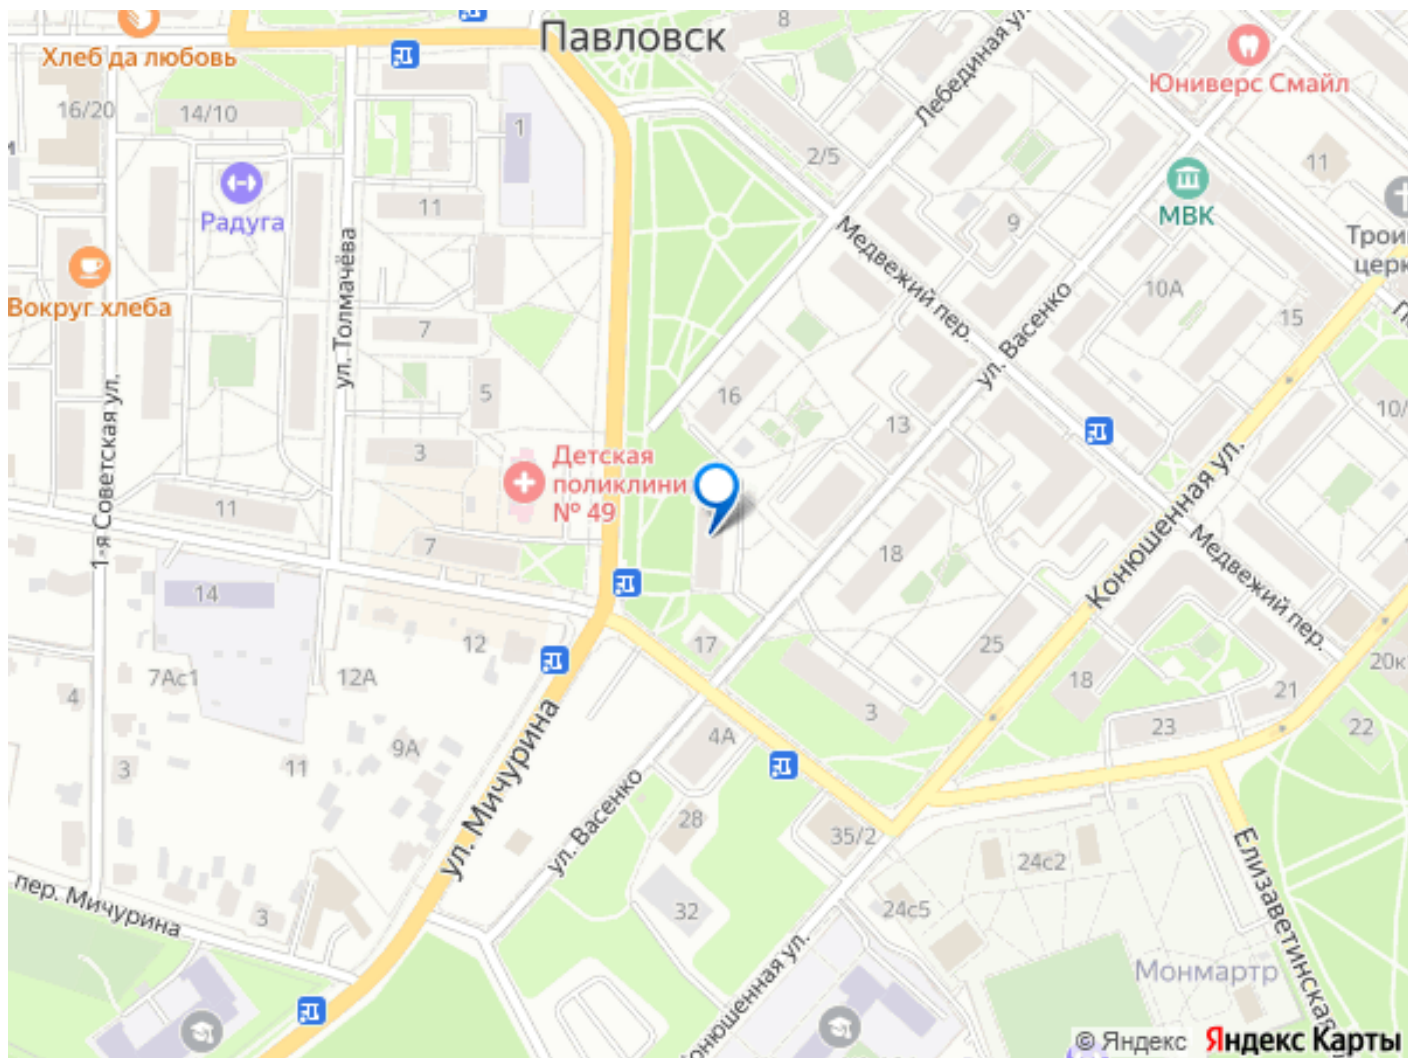 8
Павловск
Хлеб да любовь
Юниверс Смайл
16/20
14/10
1
2/5
11
Лебединая ул.
Радуга
11
9
МВК
Медвежий пер.
Вокруг хлеба
ул. Толмачёва
7
10А
15
ул. Васенко
5
16
13
10/
1-я Советская ул.
3
Детская
поликлини
№ 49
11
7
18
Конюшенная ул.
Медвежий пер.
14
12
17
25
7Ас1
12А
18
20к
21
4
3
4А
23
22
9А
11
3
ул. Мичурина
ул. Васенко
28
35/2
24с2
Елизаветинская
пер. Мичурина
3
32
24с5
Монмартр
онюшенная ул.
© Яндекс
Яндекс Карты